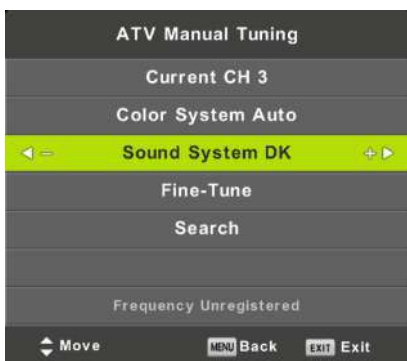 ATV Manual Tuning
Current CH 3
Color System Auto
Sound System DK
Fine-Tune
Search
Frequency Unregistered
Move MENU Back EXIT Exit